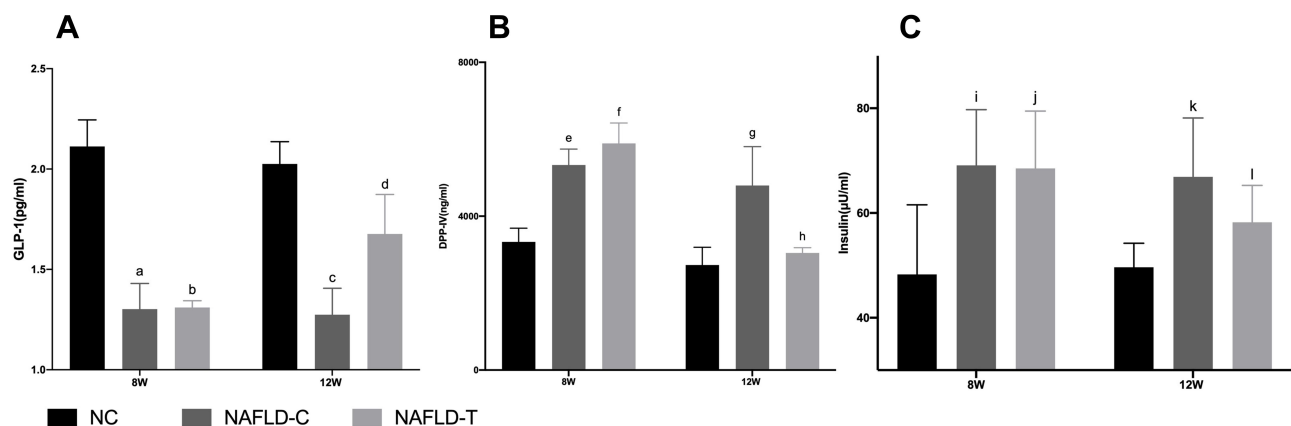 A
GLP-1(pg/ml)
2.5
2.0
1.5
1.0
a
b
c
d
8W
12W
B
DPP-IV(ng/ml)
8000
4000
0
e
f
g
h
8W
12W
C
Insulin(μU/ml)
80
60
40
i
j
k
l
8W
12W
NC
NAFLD-C
NAFLD-T